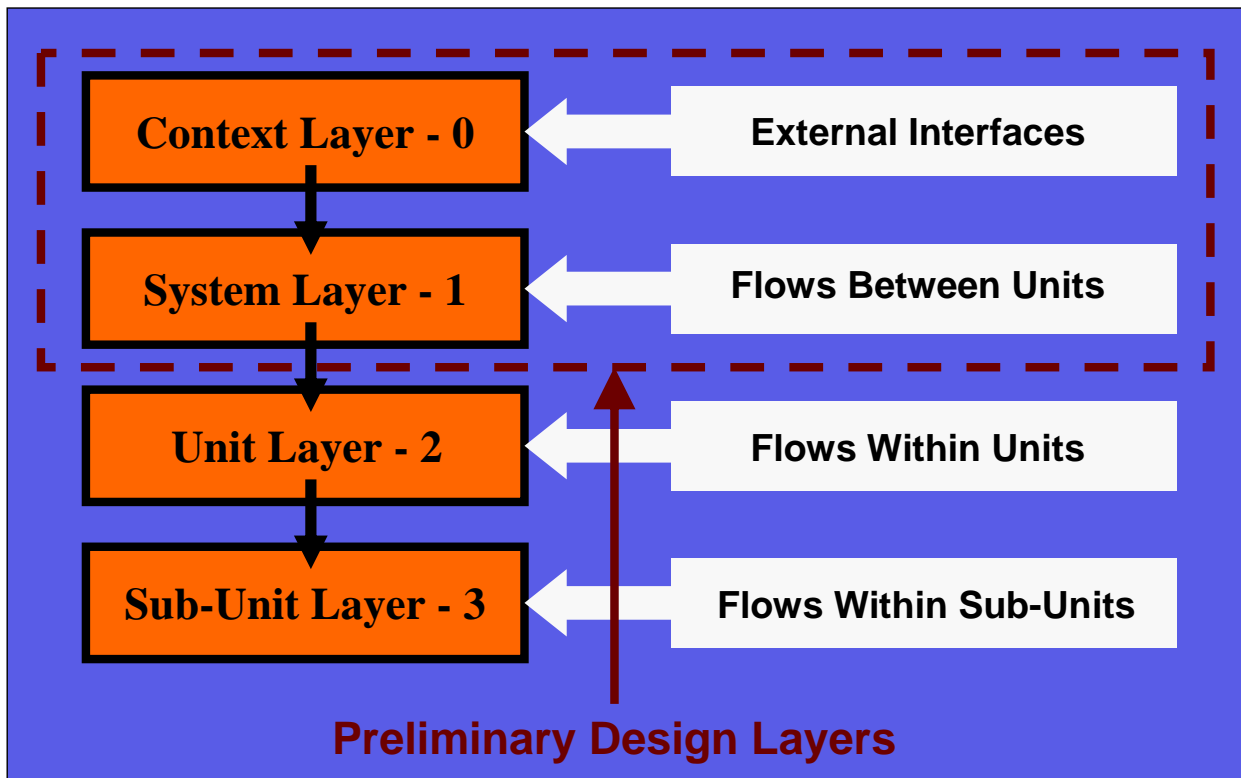 Context Layer - 0
External Interfaces
System Layer - 1
Flows Between Units
Unit Layer - 2
Flows Within Units
Sub-Unit Layer - 3
Flows Within Sub-Units
Preliminary Design Layers